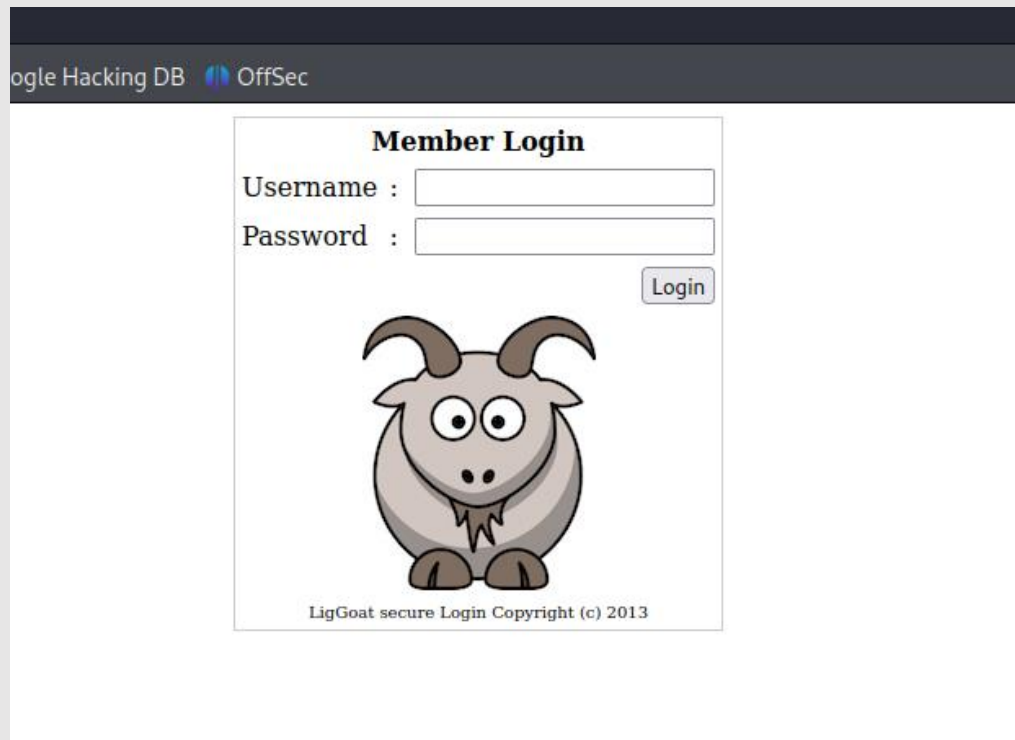 ogle Hacking DB OffSec
Member Login
Username :
Password :
Login
LigGoat secure Login Copyright (c) 2013